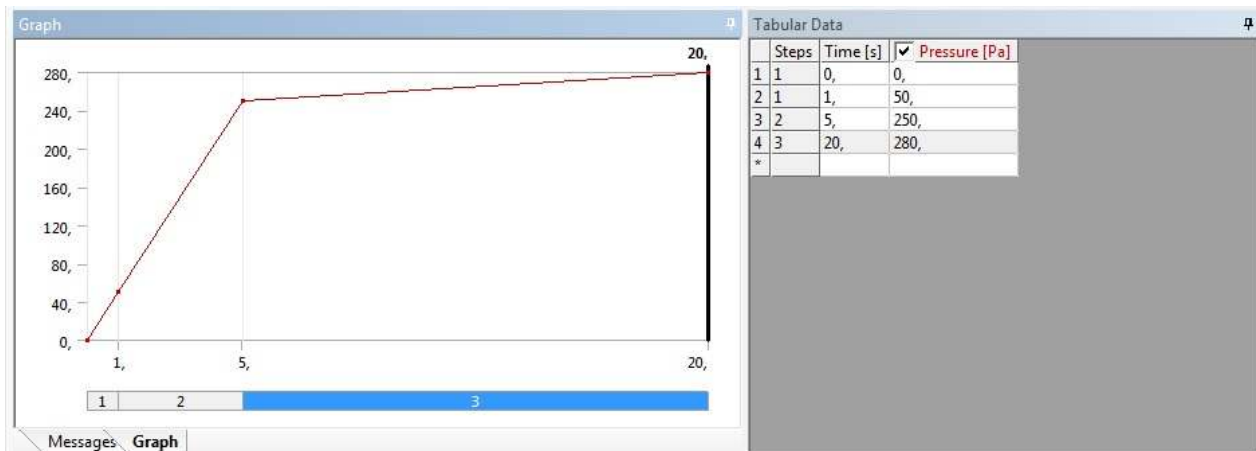 Graph
20,
280,
240,
200,
160,
120,
80,
40,
0,
1, 5, 20,
1 2 3
Messages Graph
Tabular Data
Steps Time [s] Pressure [Pa]
1 1 0, 0,
2 1 1, 50,
3 2 5, 250,
4 3 20, 280,
*